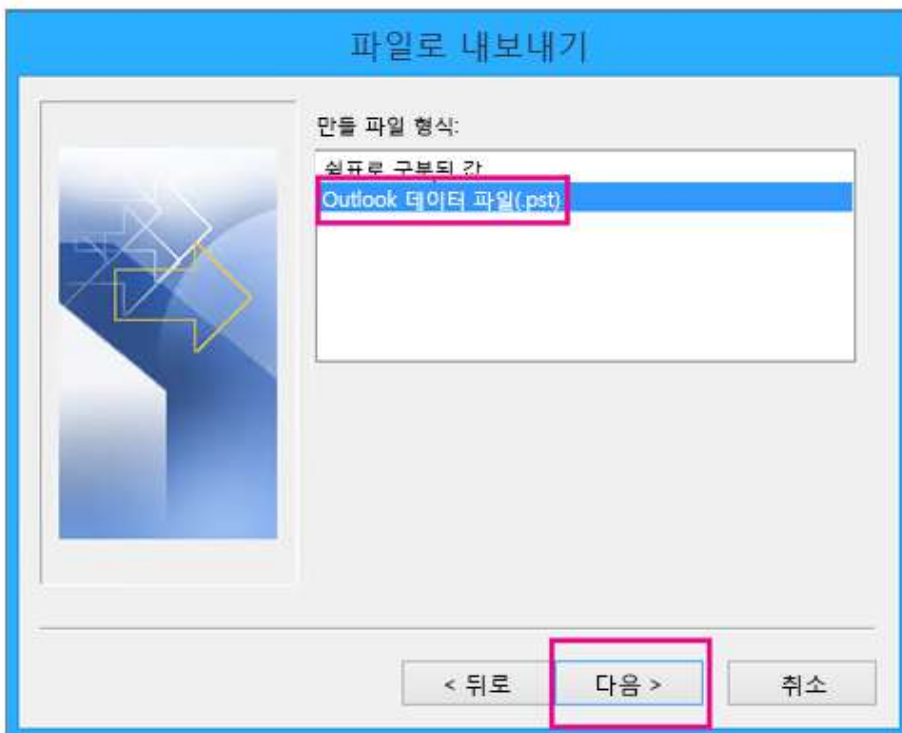 파일로 내보내기
만들 파일 형식:
쉼표로 구분된 값
Outlook 데이터 파일(.pst)
< 뒤로
다음 >
취소